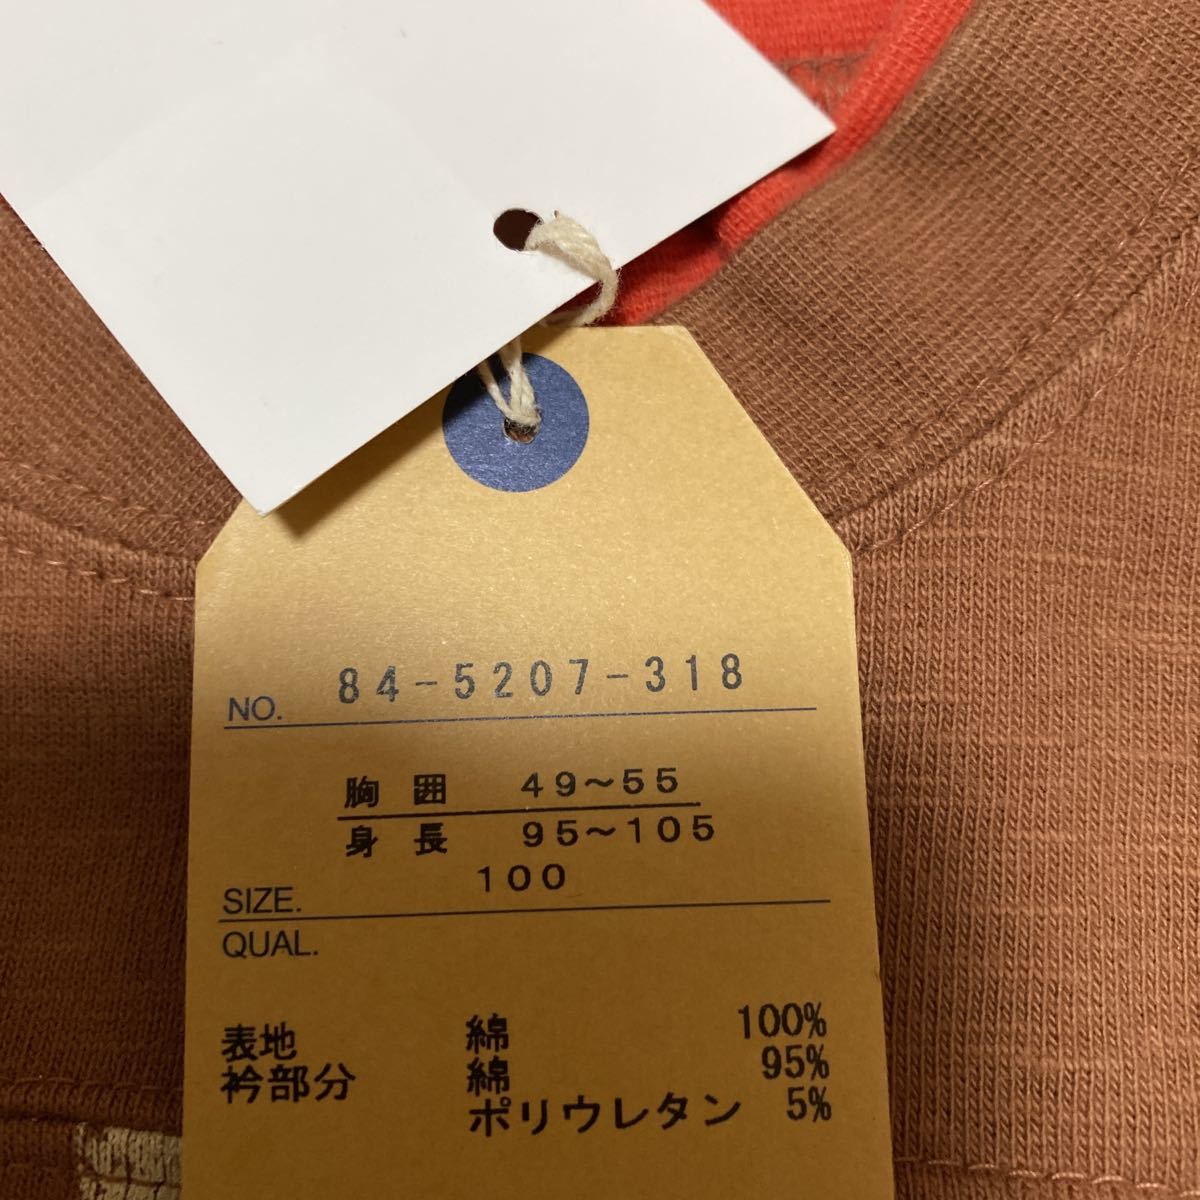 NO. 84-5207-318
胸囲 49～55
身長 95～105
SIZE. 100
QUAL.
表地 綿 100%
衿部分 綿 95%
ポリウレタン 5%